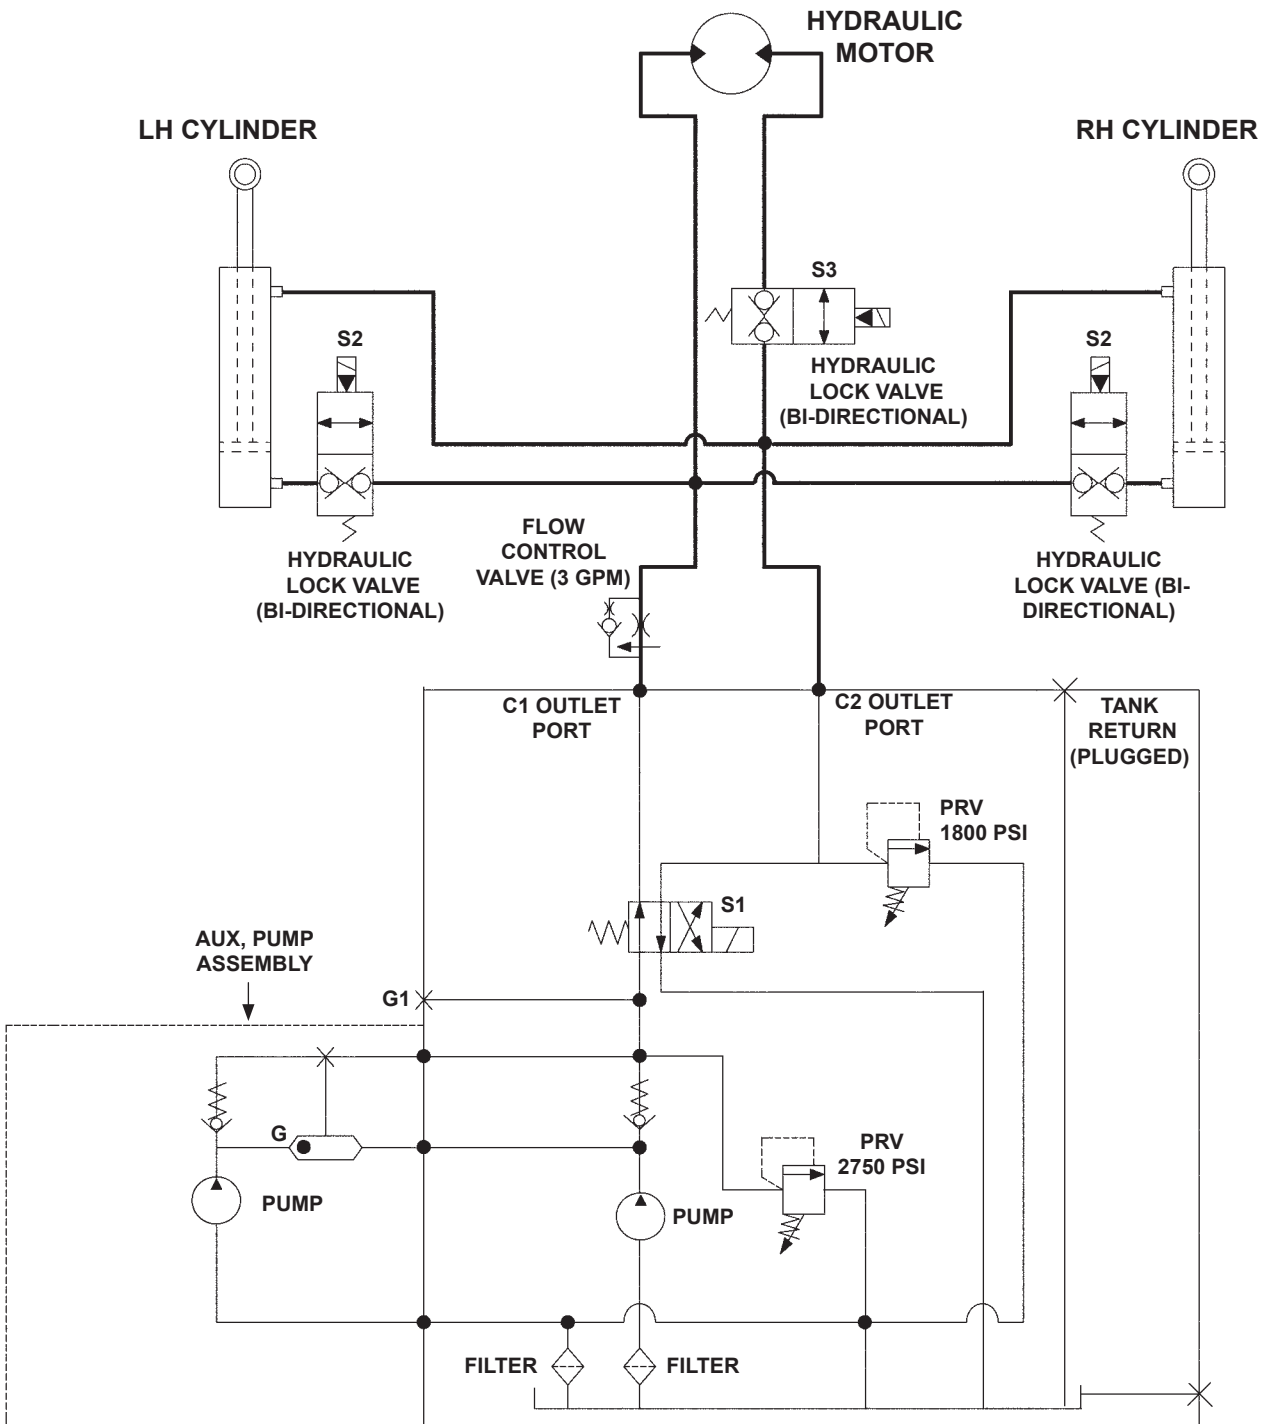 HYDRAULIC
MOTOR
LH CYLINDER
RH CYLINDER
S3
S2
S2
HYDRAULIC
LOCK VALVE
(BI-DIRECTIONAL)
FLOW
CONTROL
VALVE (3 GPM)
HYDRAULIC
LOCK VALVE
(BI-DIRECTIONAL)
HYDRAULIC
LOCK VALVE (BI-
DIRECTIONAL)
C1 OUTLET
PORT
C2 OUTLET
PORT
TANK
RETURN
(PLUGGED)
PRV
1800 PSI
S1
AUX, PUMP
ASSEMBLY
G1
G
PRV
2750 PSI
PUMP
PUMP
FILTER
FILTER